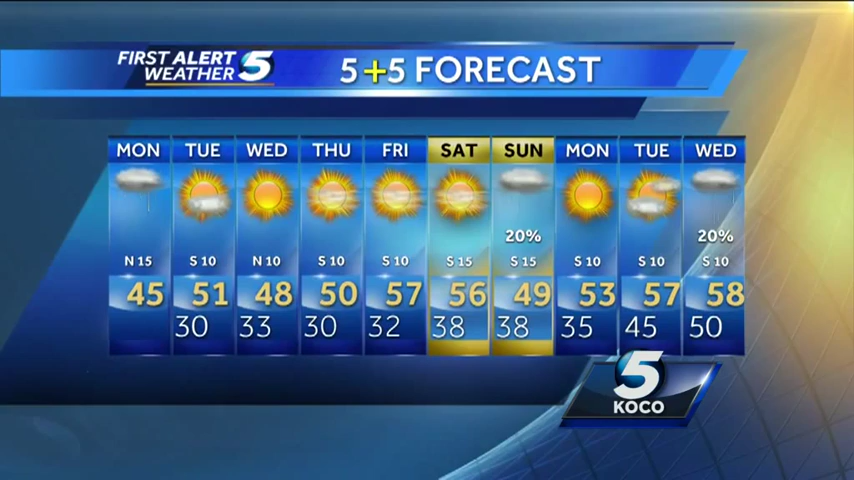 FIRST ALERT
WEATHER 5
5+5 FORECAST
MON TUE WED THU FRI SAT SUN MON TUE WED
20% 20%
N 15 S 10 N 10 S 10 S 10 S 15 S 15 S 10 S 10 S 10
45 51 48 50 57 56 49 53 57 58
30 33 30 32 38 38 35 45 50
5
KOCO